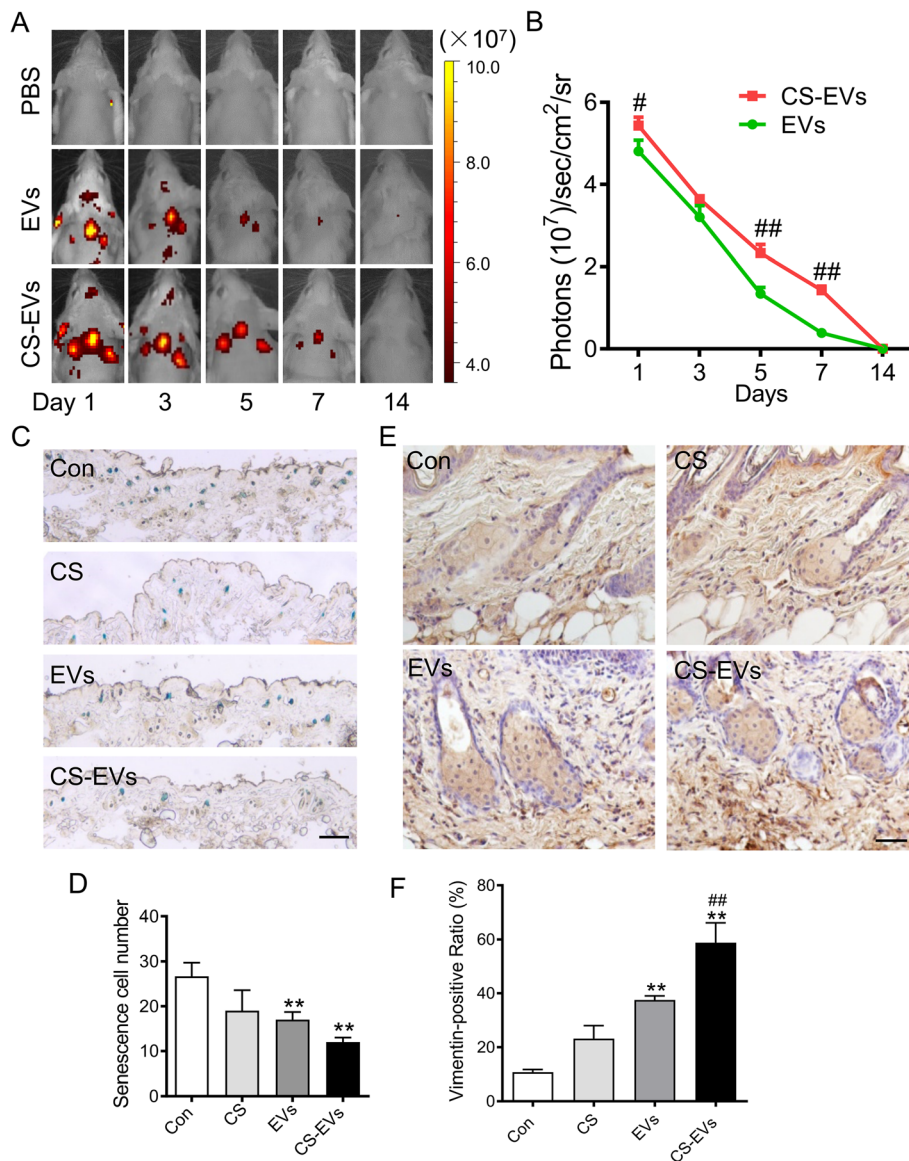 A
(×10⁷)
PBS
EVs
CS-EVs
10.0
8.0
6.0
4.0
Day 1 3 5 7 14
B
CS-EVs
EVs
Photons (10⁷)/sec/cm²/sr
6
4
2
0
#
##
##
1 3 5 7 14
Days
C
Con
CS
EVs
CS-EVs
E
Con
CS
EVs
CS-EVs
D
Senescence cell number
40
30
20
10
0
**
**
Con CS EVs CS-EVs
F
Vimentin-positive Ratio (%)
80
60
40
20
0
**
##
**
Con CS EVs CS-EVs